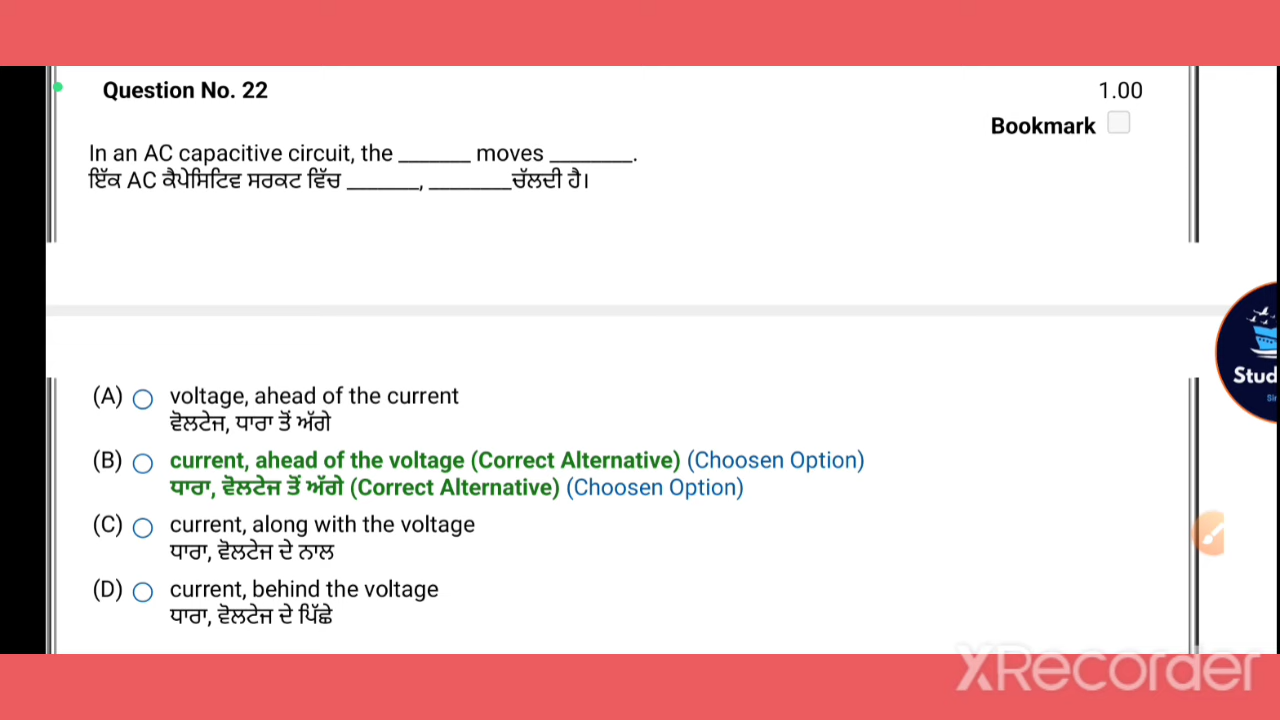 Question No. 22
1.00
Bookmark
In an AC capacitive circuit, the _______ moves ________.
ਇੱਕ AC ਕੈਪੇਸਿਟਿਵ ਸਰਕਟ ਵਿੱਚ _______, ________ਚੱਲਦੀ ਹੈ।
(A) voltage, ahead of the current
ਵੋਲਟੇਜ, ਧਾਰਾ ਤੋਂ ਅੱਗੇ
(B) current, ahead of the voltage (Correct Alternative) (Choosen Option)
ਧਾਰਾ, ਵੋਲਟੇਜ ਤੋਂ ਅੱਗੇ (Correct Alternative) (Choosen Option)
(C) current, along with the voltage
ਧਾਰਾ, ਵੋਲਟੇਜ ਦੇ ਨਾਲ
(D) current, behind the voltage
ਧਾਰਾ, ਵੋਲਟੇਜ ਦੇ ਪਿੱਛੇ
Stud
XRecorder